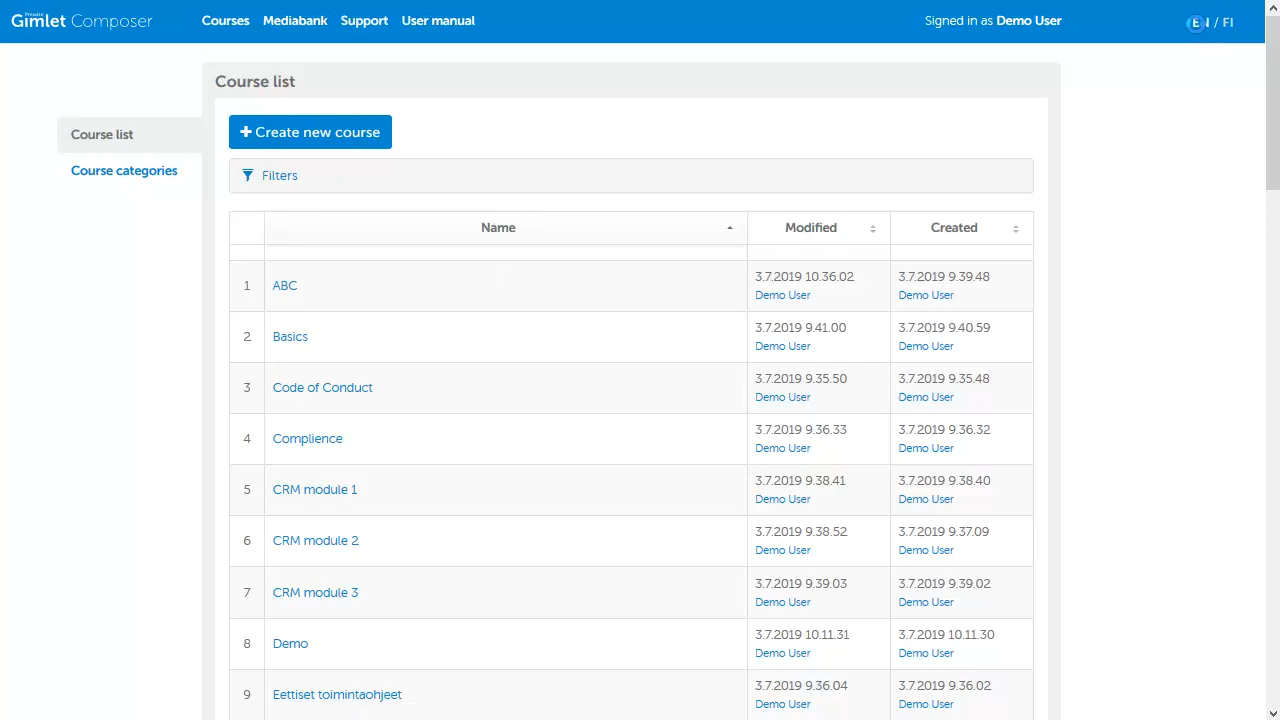 Gimlet Composer
Courses Mediabank Support User manual
Signed in as Demo User
EN / FI
Course list
Course list
Course categories
Create new course
Filters
Name Modified Created
1 ABC 3.7.2019 10.36.02 3.7.2019 9.39.48
Demo User Demo User
2 Basics 3.7.2019 9.41.00 3.7.2019 9.40.59
Demo User Demo User
3 Code of Conduct 3.7.2019 9.35.50 3.7.2019 9.35.48
Demo User Demo User
4 Complience 3.7.2019 9.36.33 3.7.2019 9.36.32
Demo User Demo User
5 CRM module 1 3.7.2019 9.38.41 3.7.2019 9.38.40
Demo User Demo User
6 CRM module 2 3.7.2019 9.38.52 3.7.2019 9.37.09
Demo User Demo User
7 CRM module 3 3.7.2019 9.39.03 3.7.2019 9.39.02
Demo User Demo User
8 Demo 3.7.2019 10.11.31 3.7.2019 10.11.30
Demo User Demo User
9 Eettiset toimintaohjeet 3.7.2019 9.36.04 3.7.2019 9.36.02
Demo User Demo User